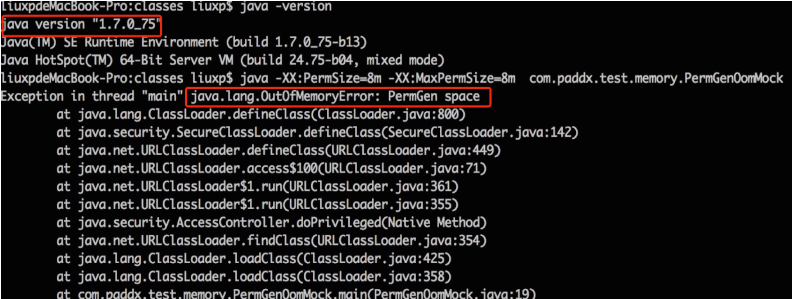 liuxpdeMacBook-Pro:classes liuxp$ java -version
java version "1.7.0_75"
Java(TM) SE Runtime Environment (build 1.7.0_75-b13)
Java HotSpot(TM) 64-Bit Server VM (build 24.75-b04, mixed mode)
liuxpdeMacBook-Pro:classes liuxp$ java -XX:PermSize=8m -XX:MaxPermSize=8m  com.paddx.test.memory.PermGenOomMock
Exception in thread "main" java.lang.OutOfMemoryError: PermGen space
at java.lang.ClassLoader.defineClass(ClassLoader.java:800)
at java.security.SecureClassLoader.defineClass(SecureClassLoader.java:142)
at java.net.URLClassLoader.defineClass(URLClassLoader.java:449)
at java.net.URLClassLoader.access$100(URLClassLoader.java:71)
at java.net.URLClassLoader$1.run(URLClassLoader.java:361)
at java.net.URLClassLoader$1.run(URLClassLoader.java:355)
at java.security.AccessController.doPrivileged(Native Method)
at java.net.URLClassLoader.findClass(URLClassLoader.java:354)
at java.lang.ClassLoader.loadClass(ClassLoader.java:425)
at java.lang.ClassLoader.loadClass(ClassLoader.java:358)
at com.paddx.test.memory.PermGenOomMock.main(PermGenOomMock.java:19)